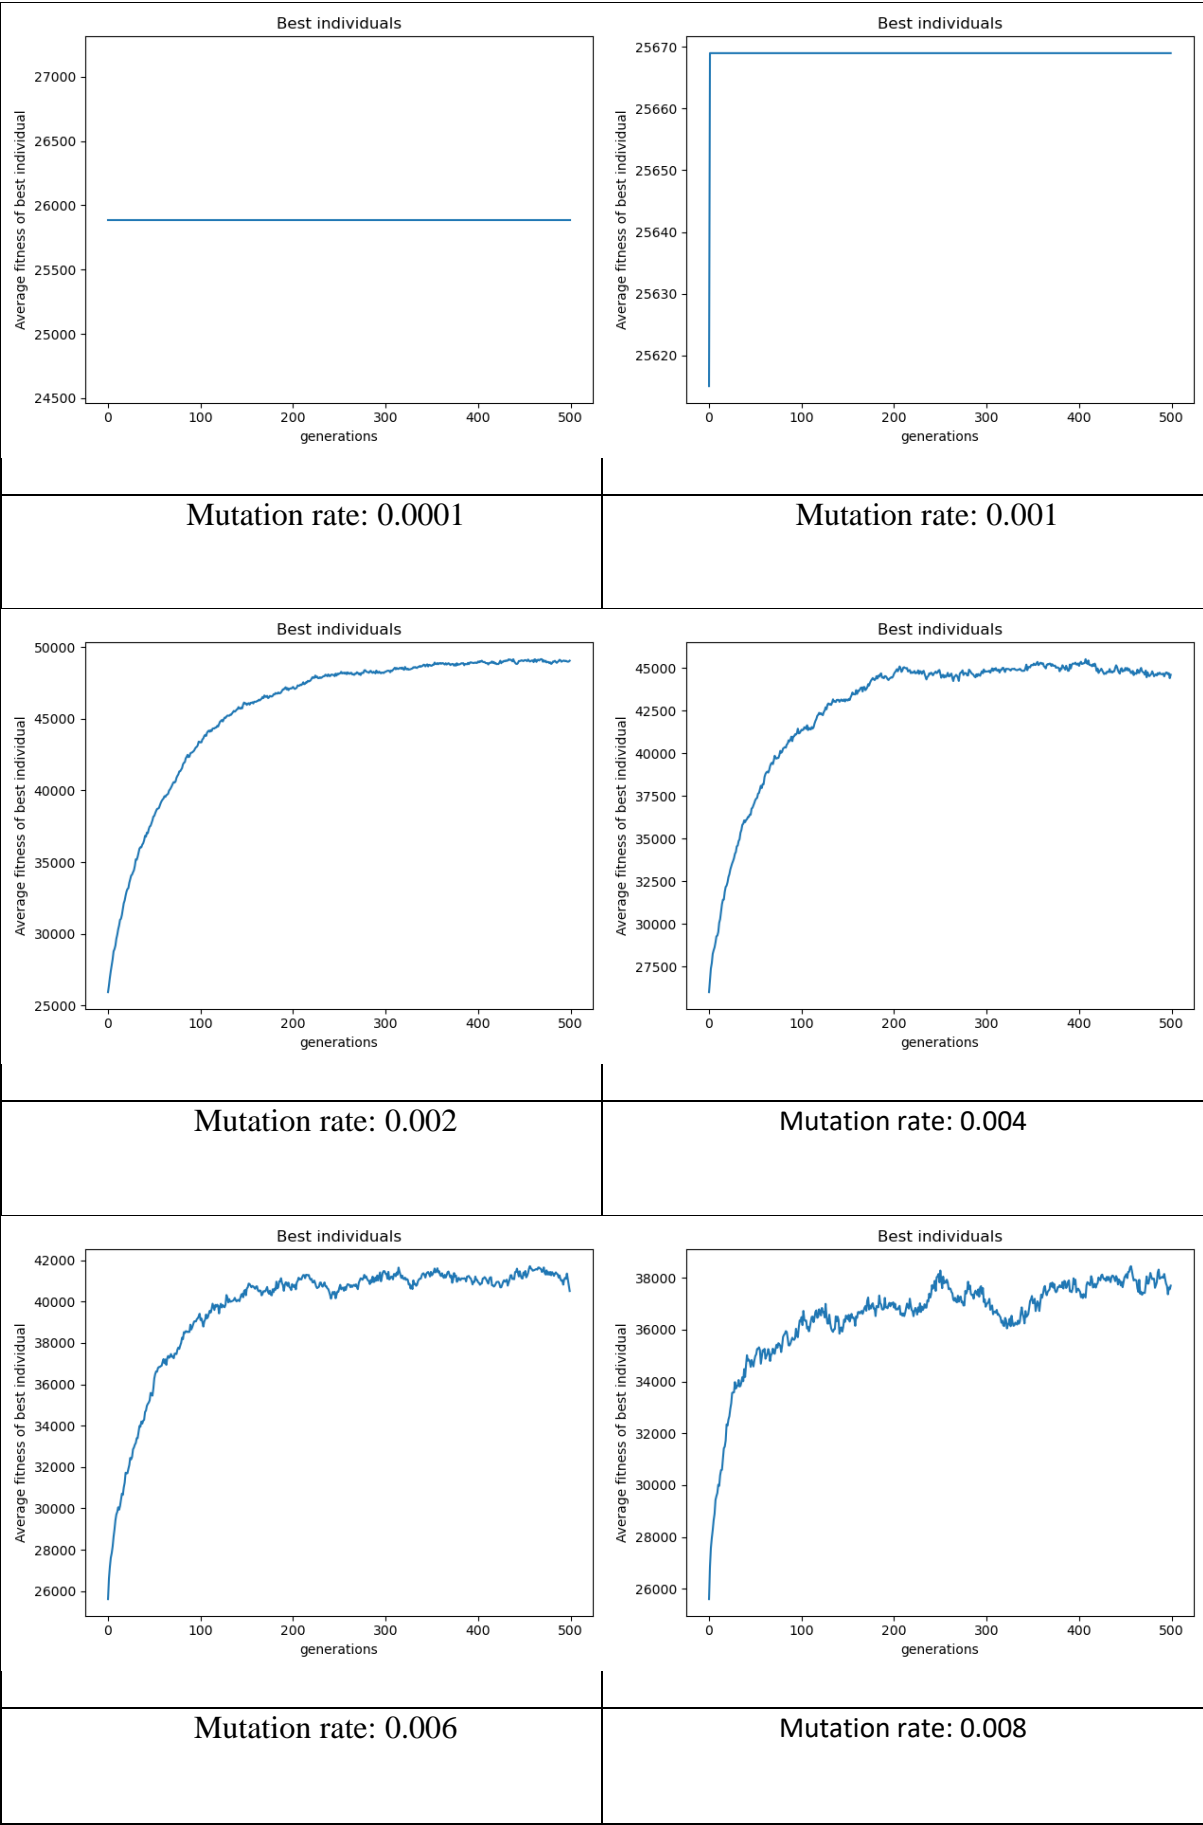 Best individuals
Average fitness of best individual
27000
26500
26000
25500
25000
24500
0 100 200 300 400 500
generations
Best individuals
Average fitness of best individual
25670
25660
25650
25640
25630
25620
0 100 200 300 400 500
generations
Mutation rate: 0.0001
Mutation rate: 0.001
Best individuals
Average fitness of best individual
50000
45000
40000
35000
30000
25000
0 100 200 300 400 500
generations
Best individuals
Average fitness of best individual
45000
42500
40000
37500
35000
32500
30000
27500
0 100 200 300 400 500
generations
Mutation rate: 0.002
Mutation rate: 0.004
Best individuals
Average fitness of best individual
42000
40000
38000
36000
34000
32000
30000
28000
26000
0 100 200 300 400 500
generations
Best individuals
Average fitness of best individual
38000
36000
34000
32000
30000
28000
26000
0 100 200 300 400 500
generations
Mutation rate: 0.006
Mutation rate: 0.008